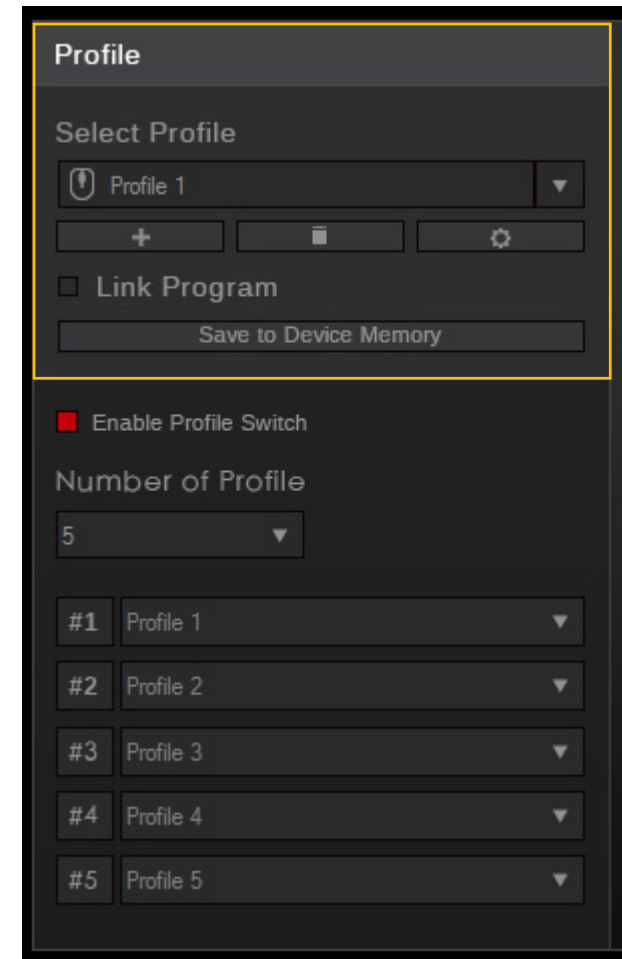 Profile
Select Profile
Profile 1
Link Program
Save to Device Memory
Enable Profile Switch
Number of Profile
5
#1 Profile 1
#2 Profile 2
#3 Profile 3
#4 Profile 4
#5 Profile 5